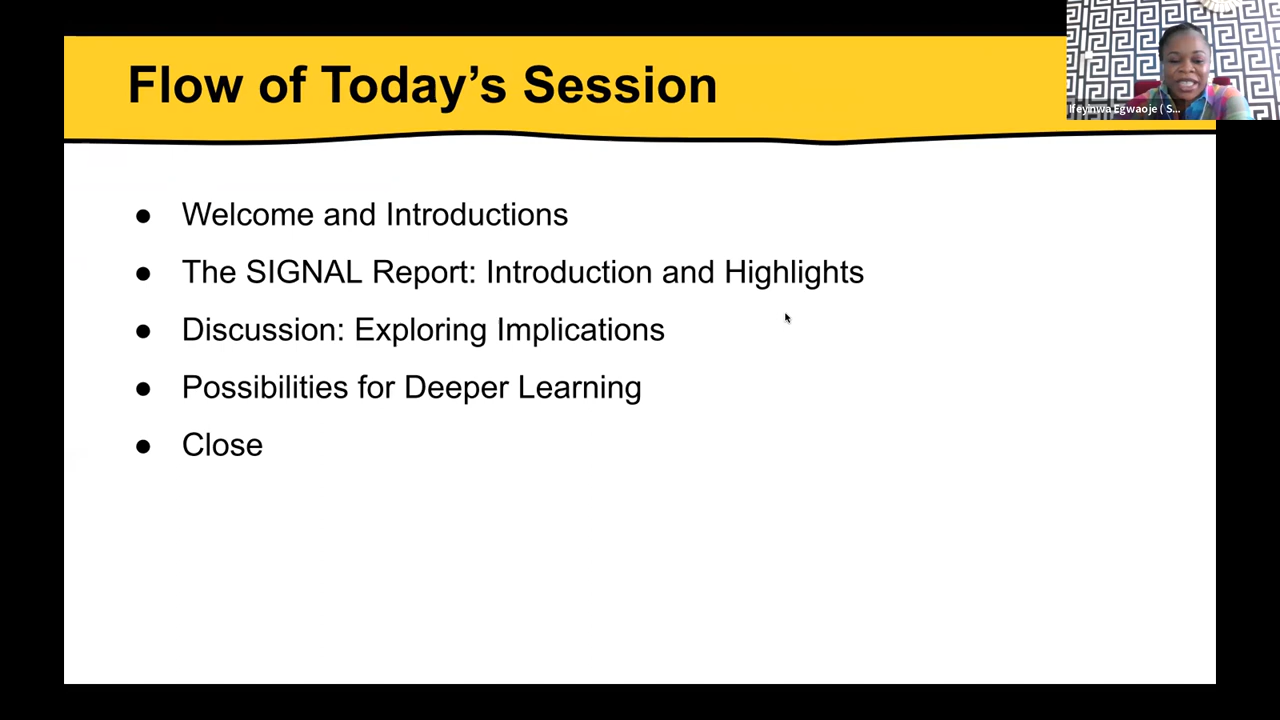 Flow of Today's Session
Ifeyinwa Egwaoje ( S...
● Welcome and Introductions
● The SIGNAL Report: Introduction and Highlights
● Discussion: Exploring Implications
● Possibilities for Deeper Learning
● Close